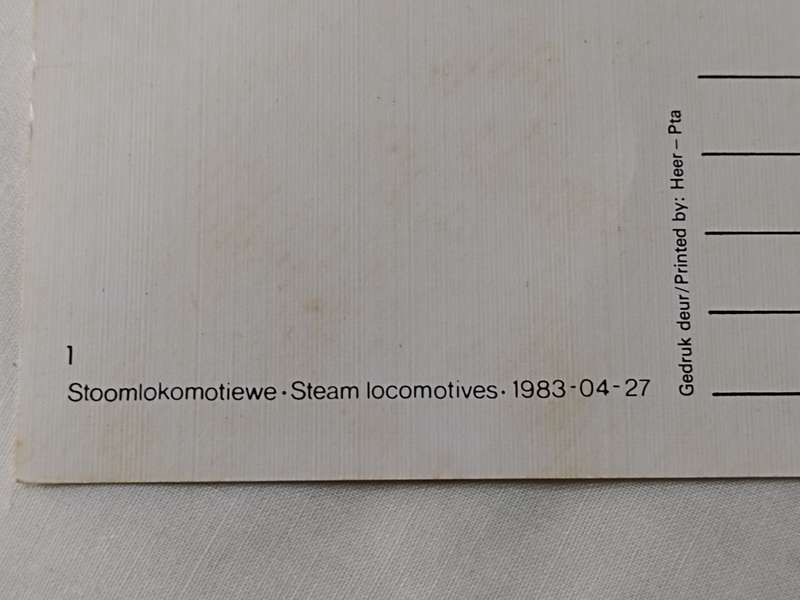 1
Stoomlokomotiewe · Steam locomotives · 1983-04-27
Gedruk deur/Printed by: Heer – Pta